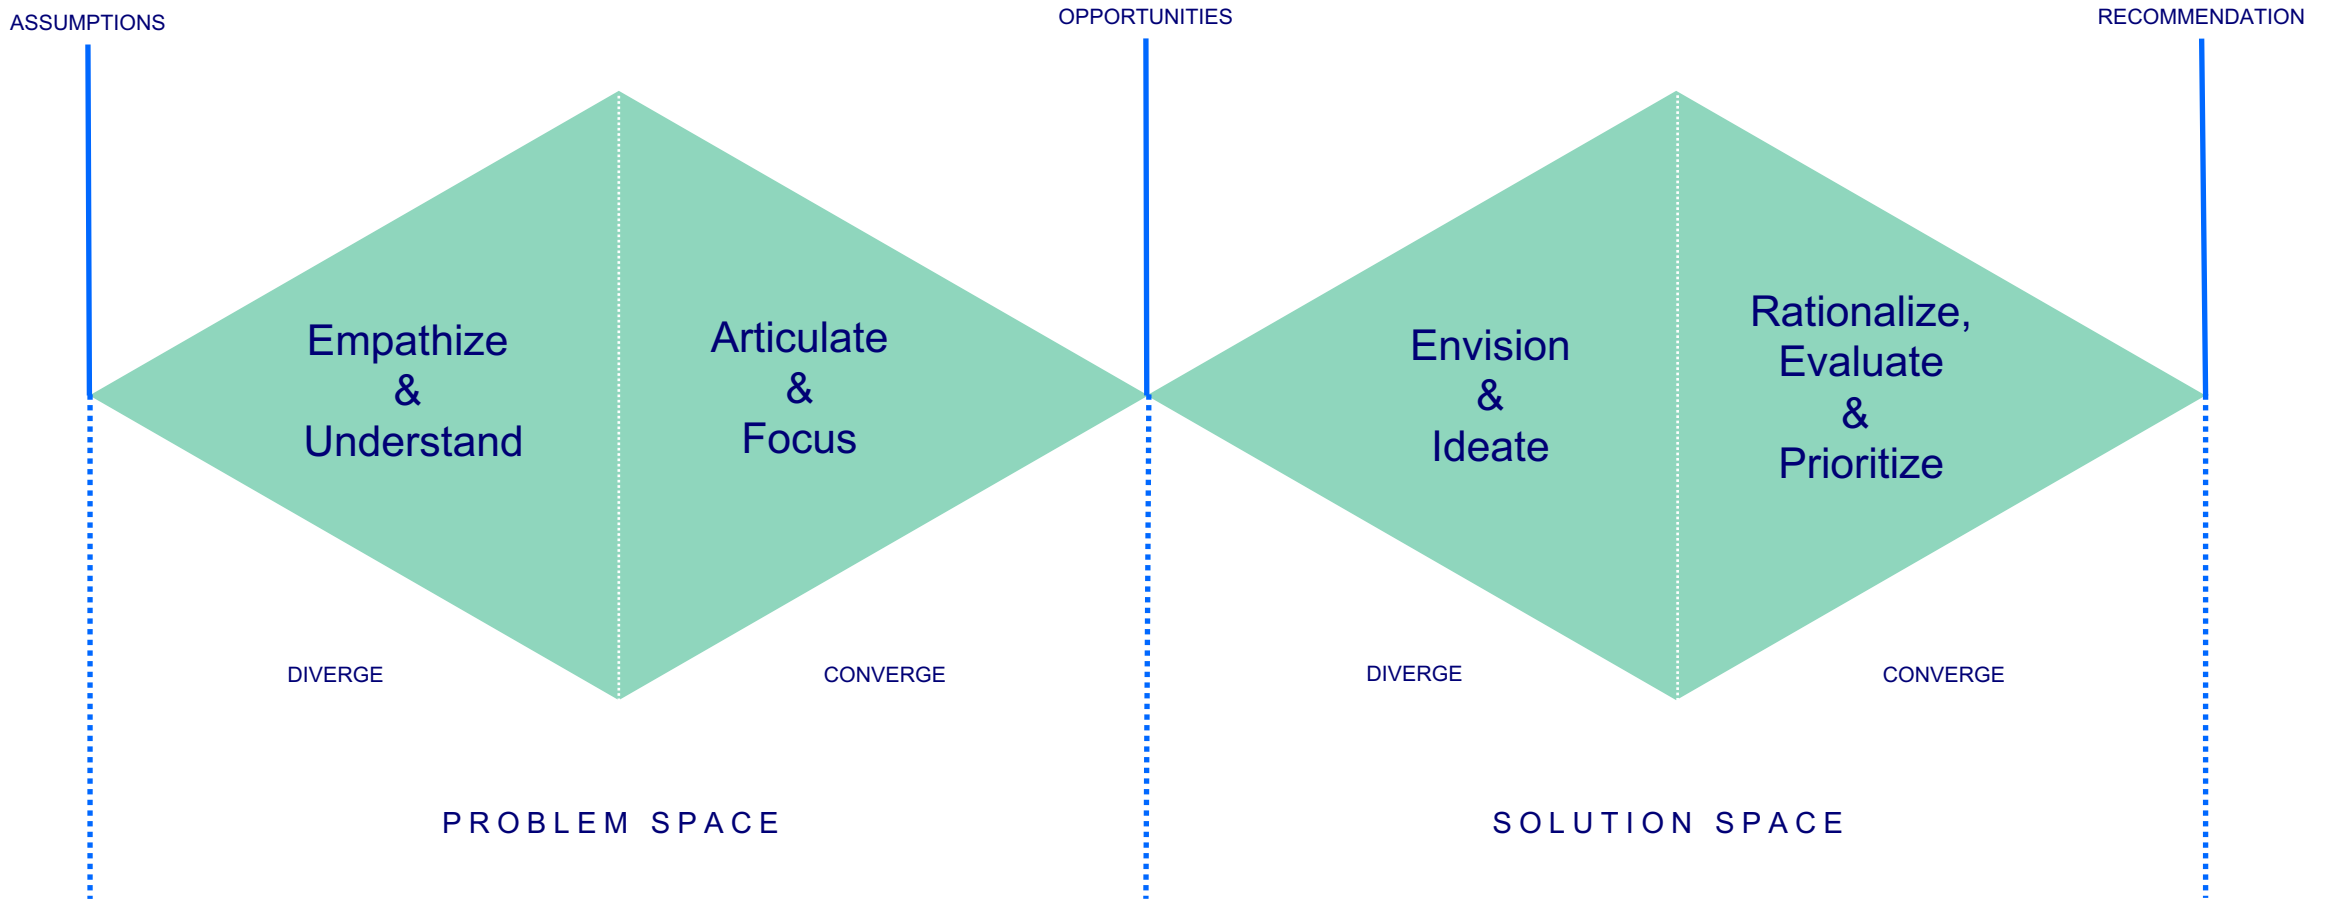 ASSUMPTIONS
OPPORTUNITIES
RECOMMENDATION
Empathize
&
Understand
Articulate
&
Focus
Envision
&
Ideate
Rationalize,
Evaluate
&
Prioritize
DIVERGE
CONVERGE
DIVERGE
CONVERGE
PROBLEM SPACE
SOLUTION SPACE